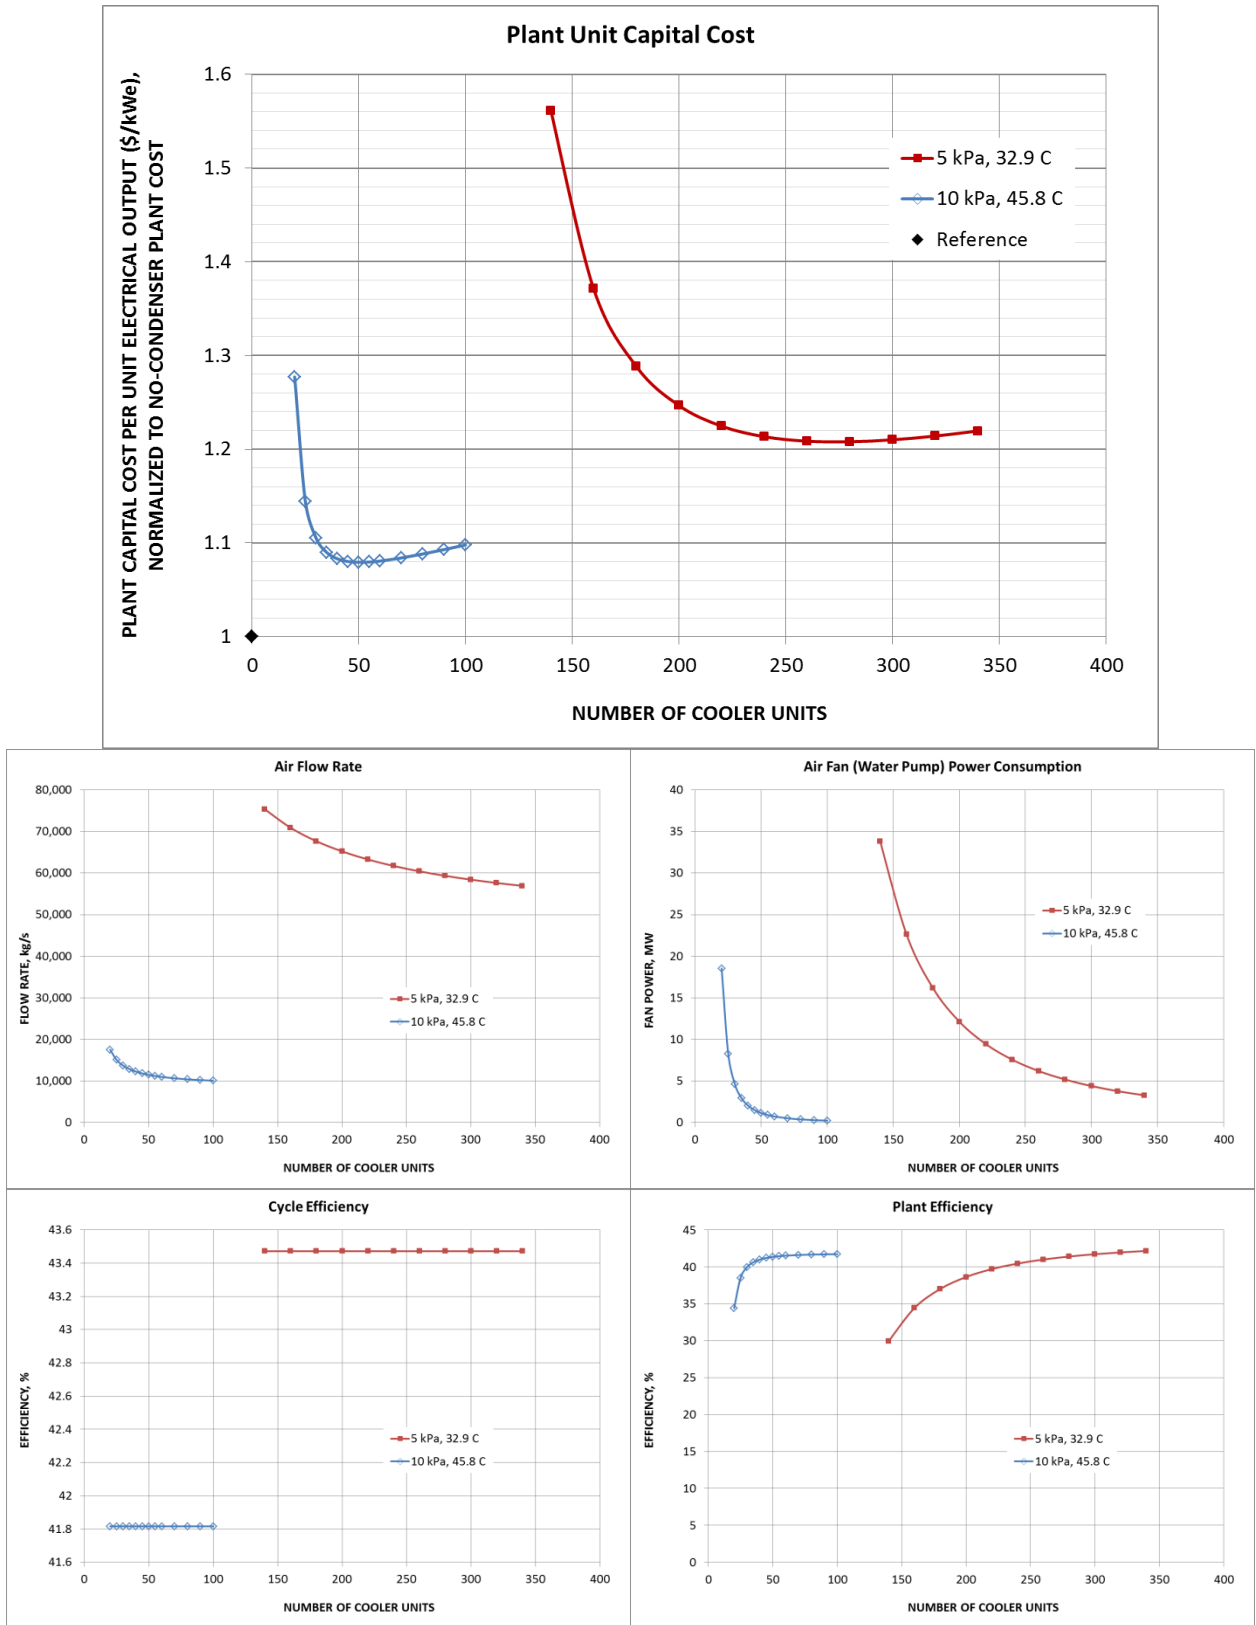 Plant Unit Capital Cost
PLANT CAPITAL COST PER UNIT ELECTRICAL OUTPUT ($/kWe),
NORMALIZED TO NO-CONDENSER PLANT COST
1.6
1.5
1.4
1.3
1.2
1.1
1
5 kPa, 32.9 C
10 kPa, 45.8 C
Reference
0 50 100 150 200 250 300 350 400
NUMBER OF COOLER UNITS
Air Flow Rate
FLOW RATE, kg/s
80,000
70,000
60,000
50,000
40,000
30,000
20,000
10,000
0
5 kPa, 32.9 C
10 kPa, 45.8 C
0 50 100 150 200 250 300 350 400
NUMBER OF COOLER UNITS
Air Fan (Water Pump) Power Consumption
FAN POWER, MW
40
35
30
25
20
15
10
5
0
5 kPa, 32.9 C
10 kPa, 45.8 C
0 50 100 150 200 250 300 350 400
NUMBER OF COOLER UNITS
Cycle Efficiency
EFFICIENCY, %
43.6
43.4
43.2
43
42.8
42.6
42.4
42.2
42
41.8
41.6
5 kPa, 32.9 C
10 kPa, 45.8 C
0 50 100 150 200 250 300 350 400
NUMBER OF COOLER UNITS
Plant Efficiency
EFFICIENCY, %
45
40
35
30
25
20
15
10
5
0
5 kPa, 32.9 C
10 kPa, 45.8 C
0 50 100 150 200 250 300 350 400
NUMBER OF COOLER UNITS